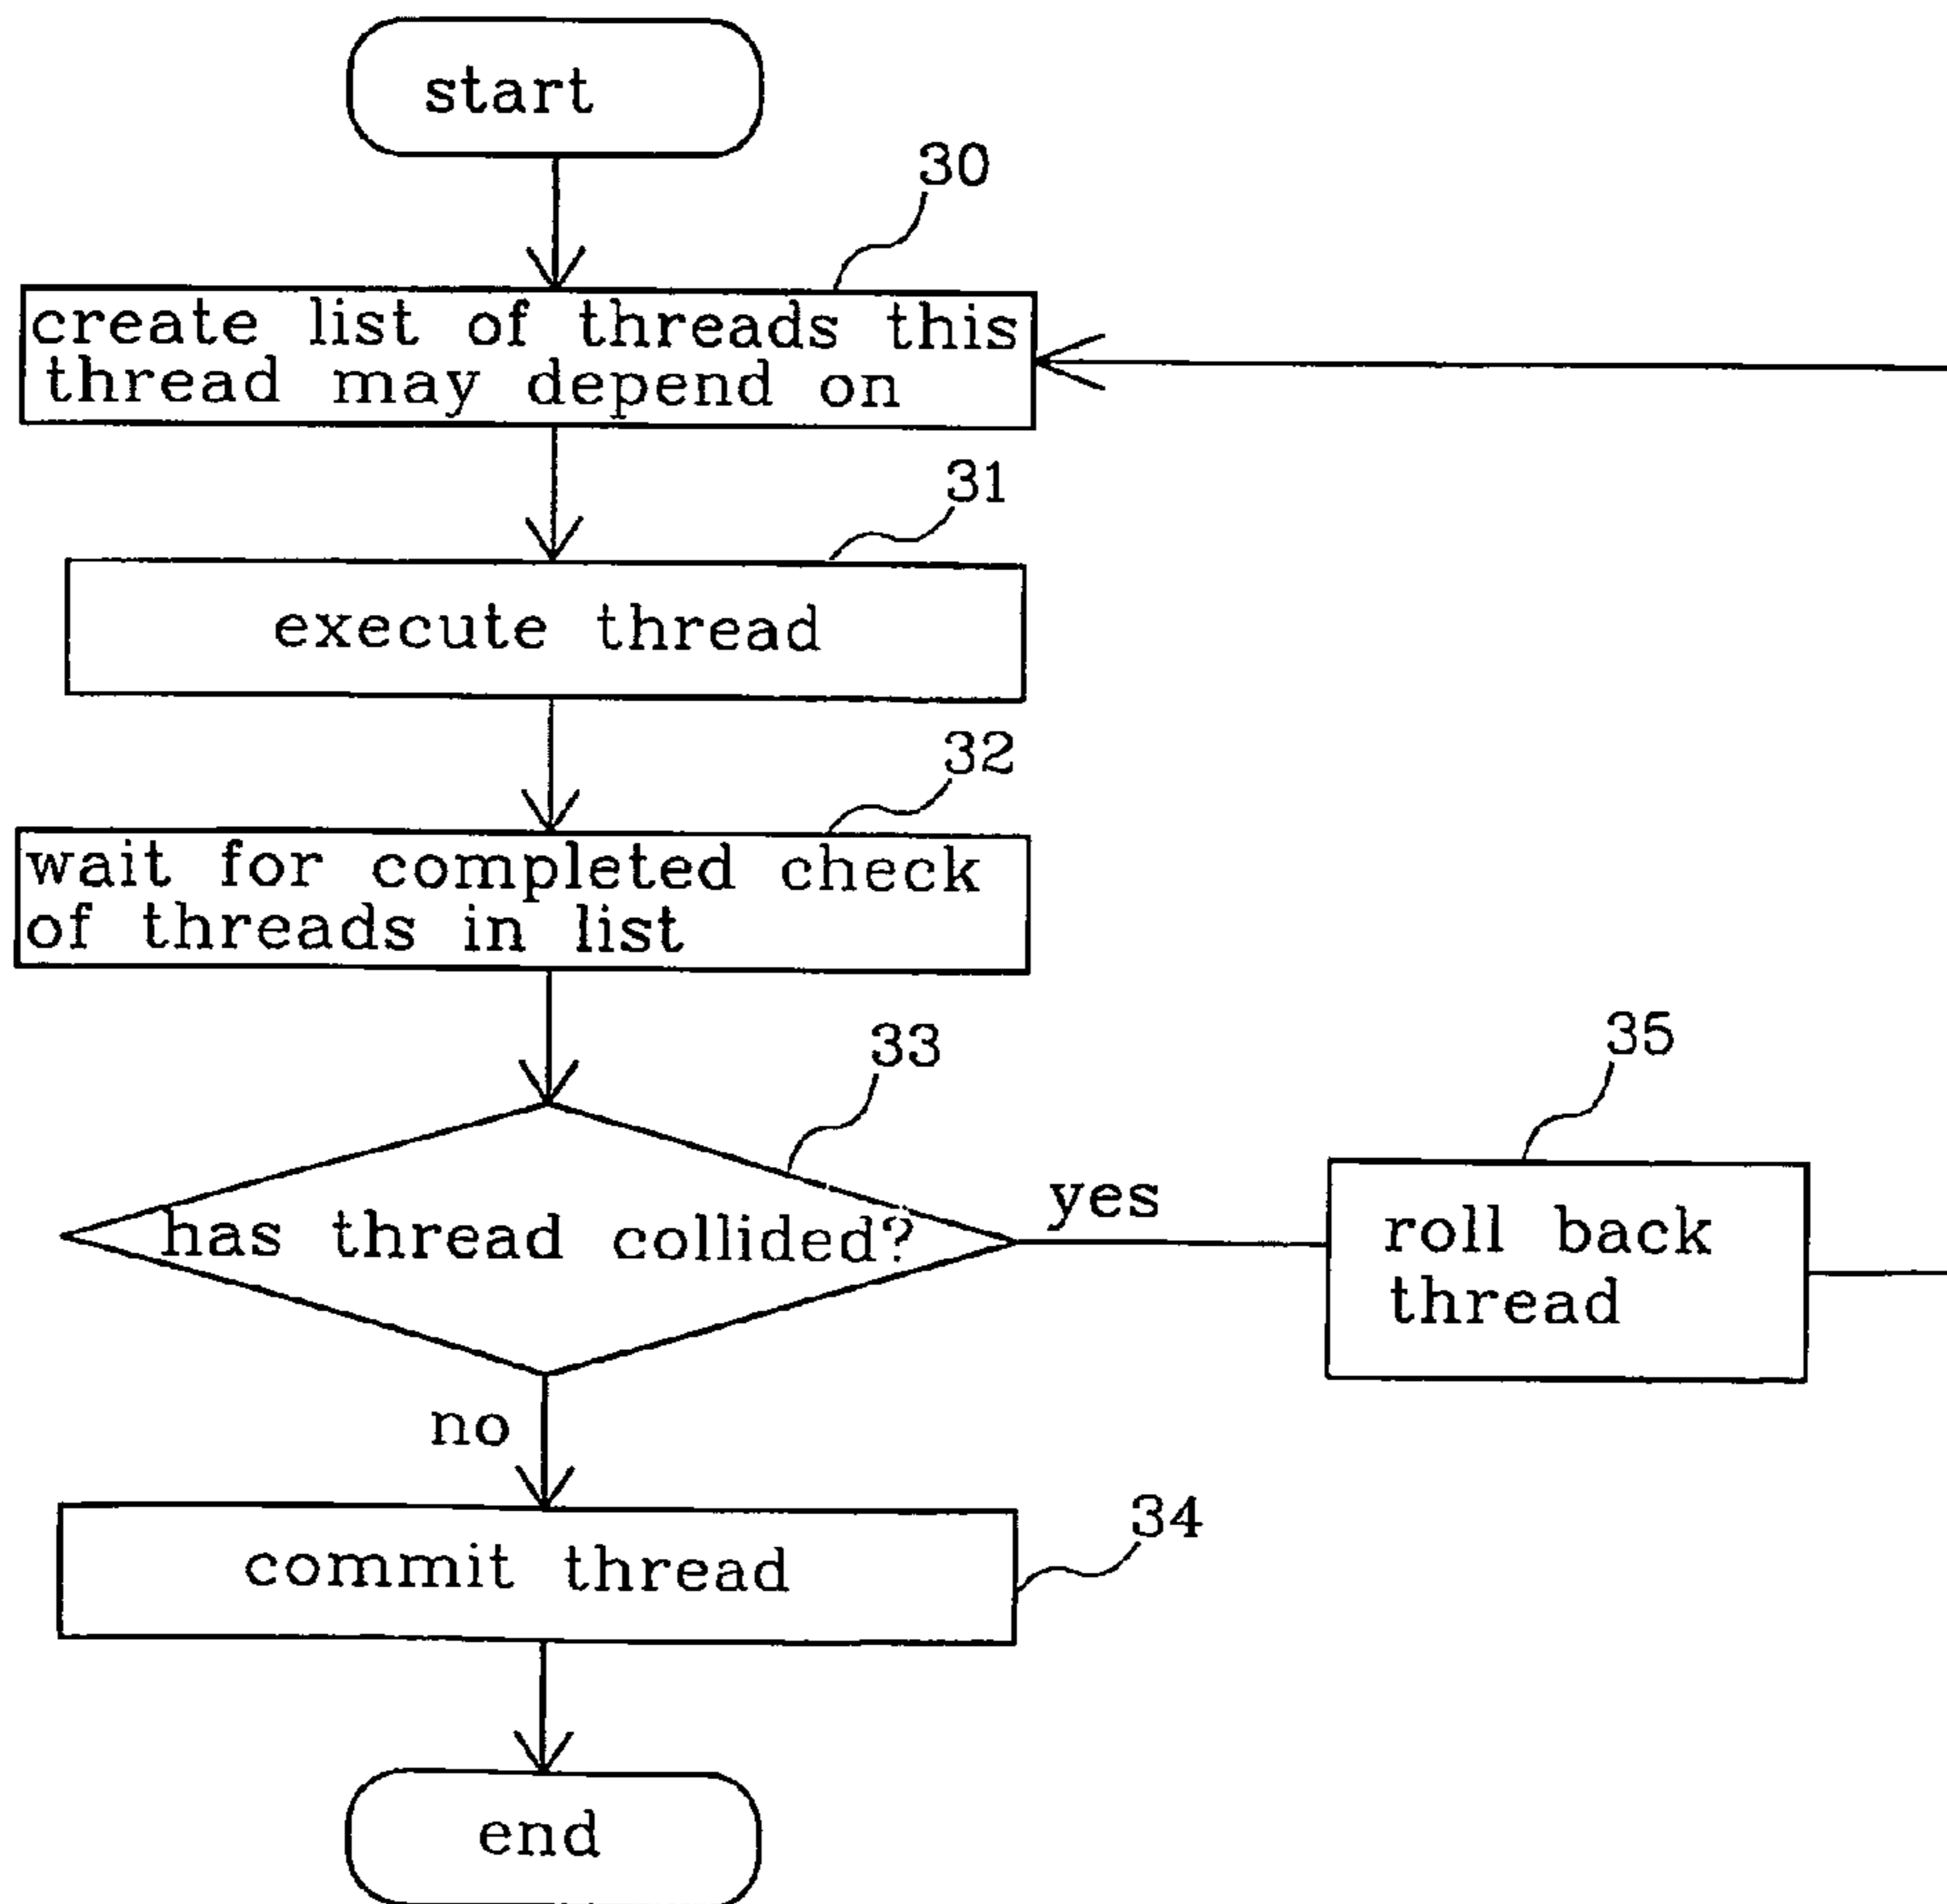 start
30
create list of threads this
thread may depend on
31
execute thread
32
wait for completed check
of threads in list
33
has thread collided?
yes
35
roll back
thread
no
34
commit thread
end